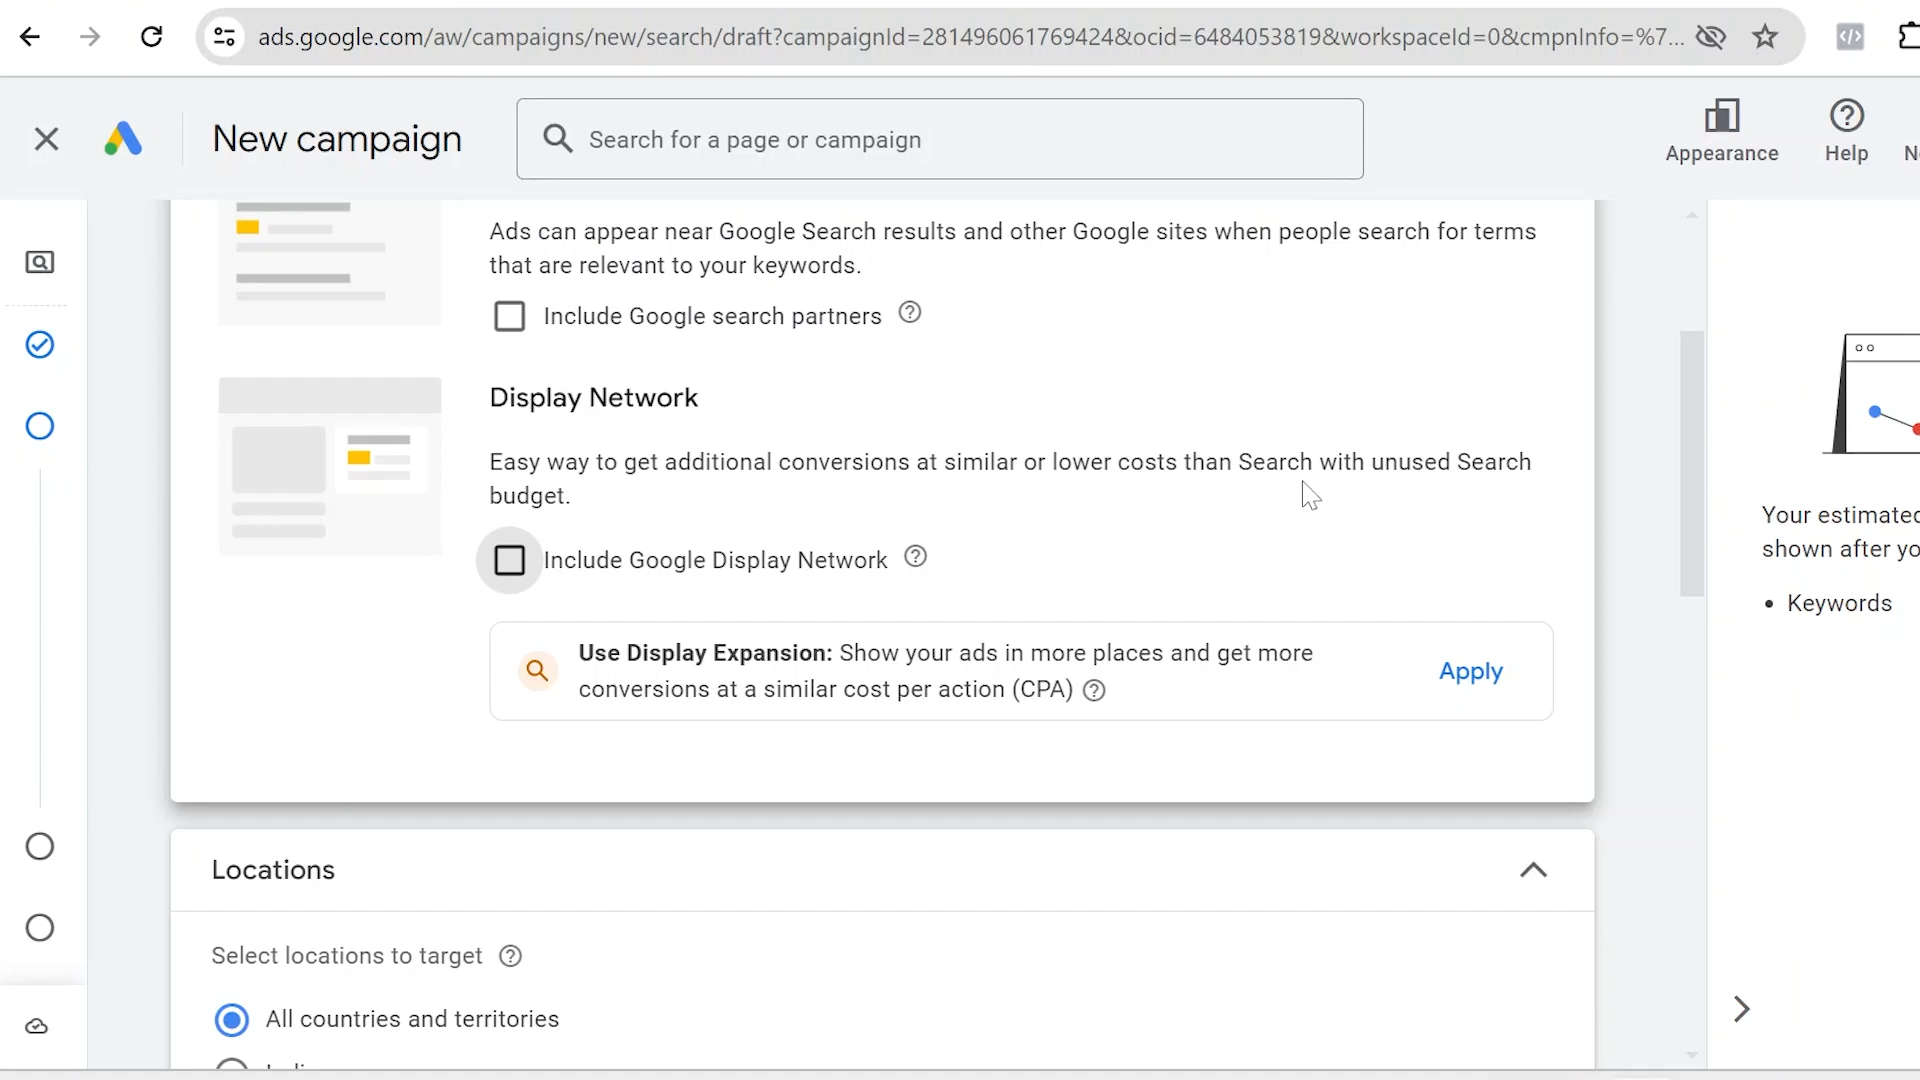 ads.google.com/aw/campaigns/new/search/draft?campaignId=281496061769424&ocid=6484053819&workspaceId=0&cmpnInfo=%7...
New campaign
Search for a page or campaign
Appearance
Help
Ads can appear near Google Search results and other Google sites when people search for terms
that are relevant to your keywords.
Include Google search partners
Display Network
Easy way to get additional conversions at similar or lower costs than Search with unused Search
budget.
Include Google Display Network
Use Display Expansion: Show your ads in more places and get more
conversions at a similar cost per action (CPA)
Apply
Your estimated
shown after yo
• Keywords
Locations
Select locations to target
All countries and territories